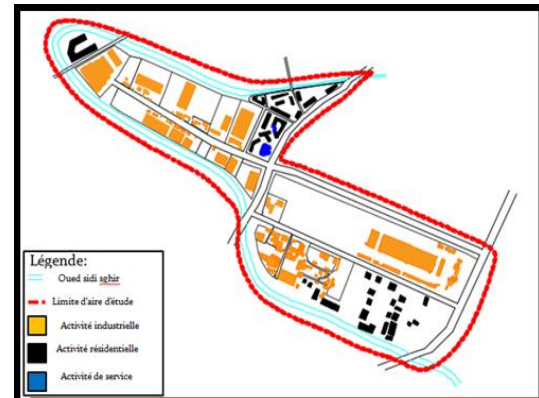 Légende:
Oued sidi sghir
Limite d'aire d'étude
Activité industrielle
Activité résidentielle
Activité de service